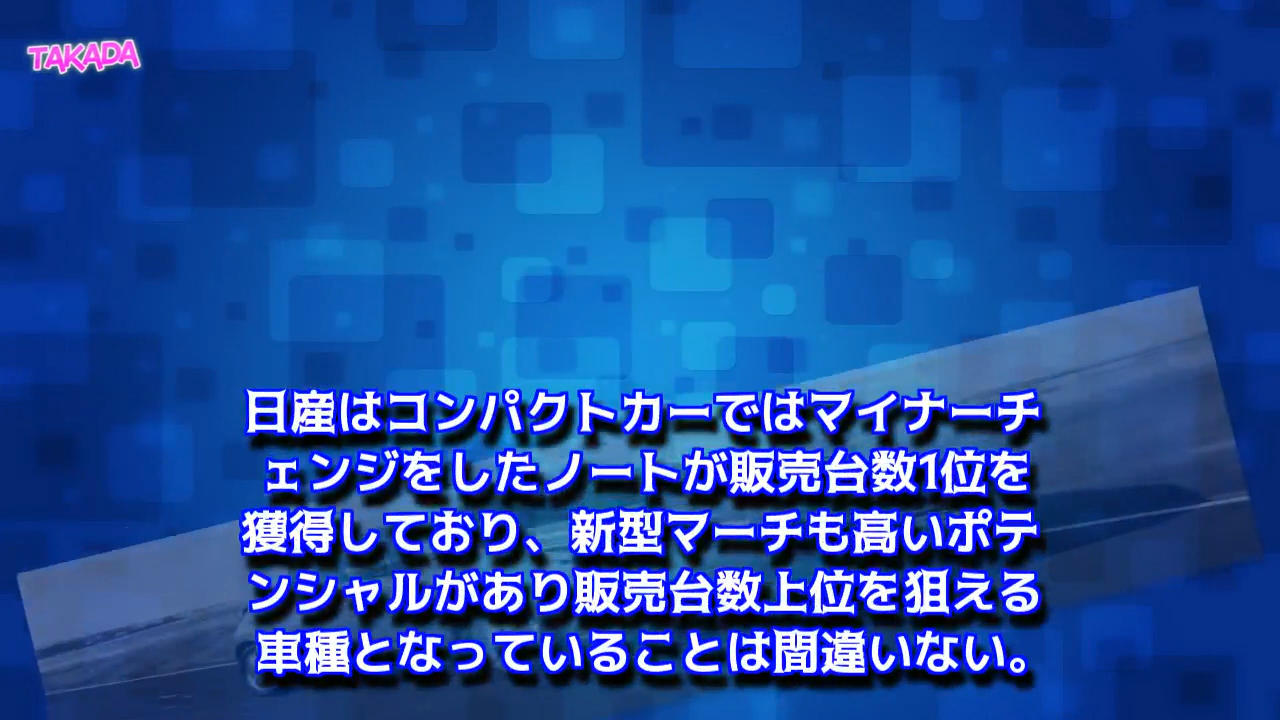 TAKADA
日産はコンパクトカーではマイナーチ
ェンジをしたノートが販売台数1位を
獲得しており、新型マーチも高いポテ
ンシャルがあり販売台数上位を狙える
車種となっていることは間違いない。